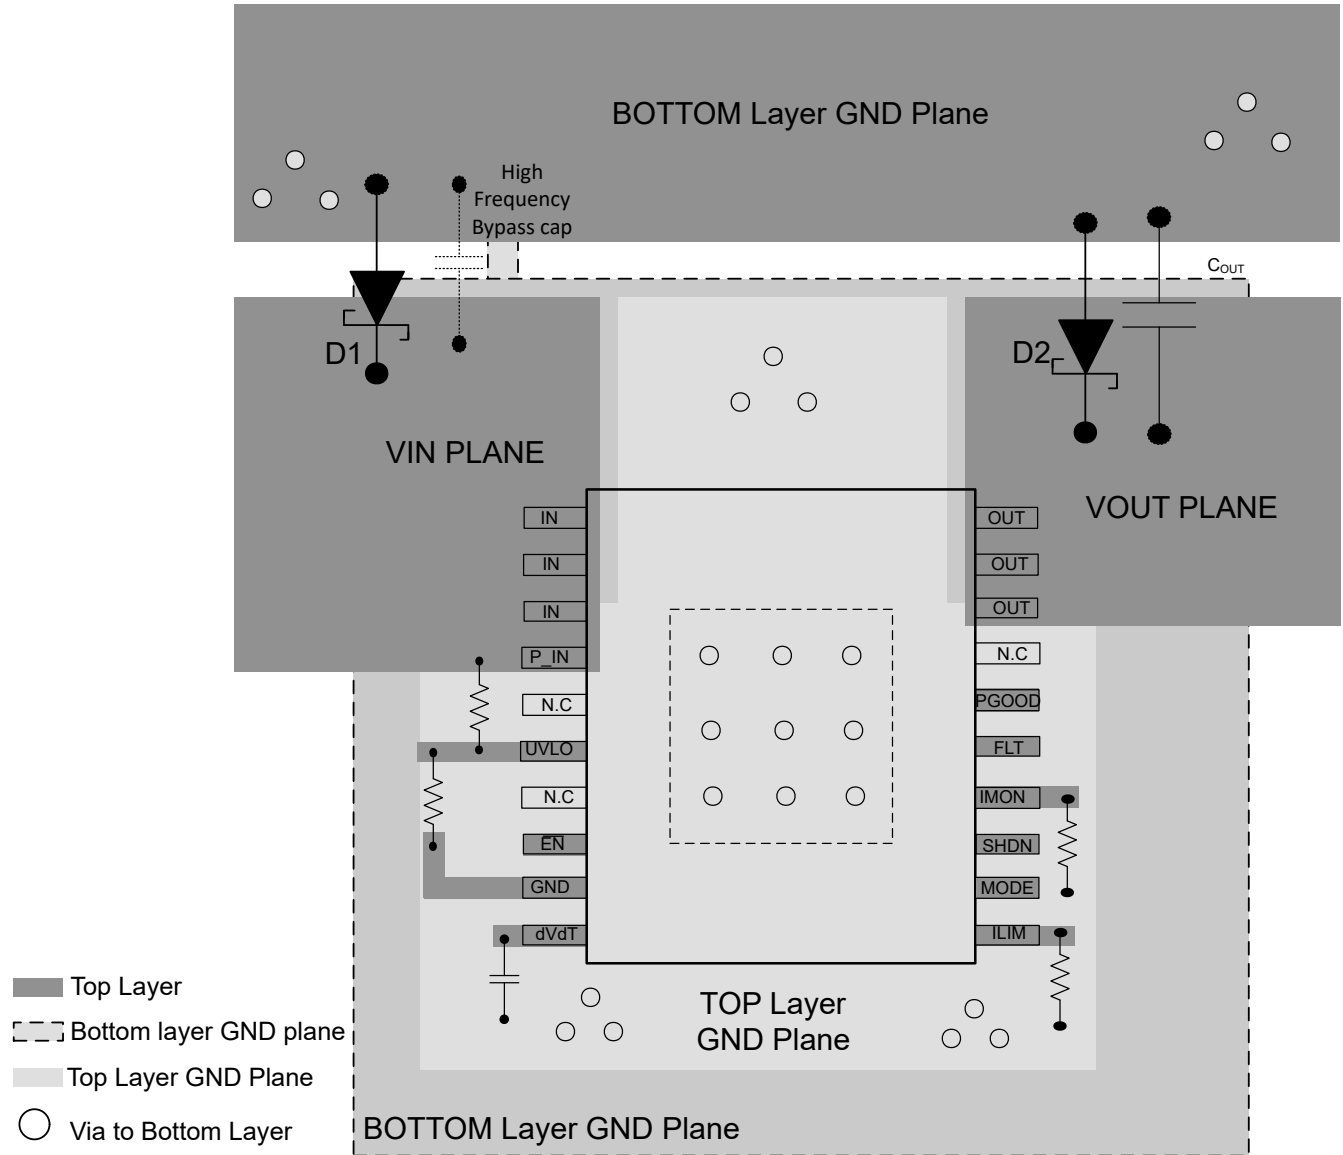 BOTTOM Layer GND Plane
High
Frequency
Bypass cap
C_OUT
D1
D2
VIN PLANE
VOUT PLANE
IN
OUT
IN
OUT
IN
OUT
P_IN
N.C
N.C
PGOOD
UVLO
FLT
N.C
IMON
E̅N̅
SHDN
GND
MODE
dVdT
ILIM
TOP Layer
GND Plane
Top Layer
Bottom layer GND plane
Top Layer GND Plane
Via to Bottom Layer
BOTTOM Layer GND Plane